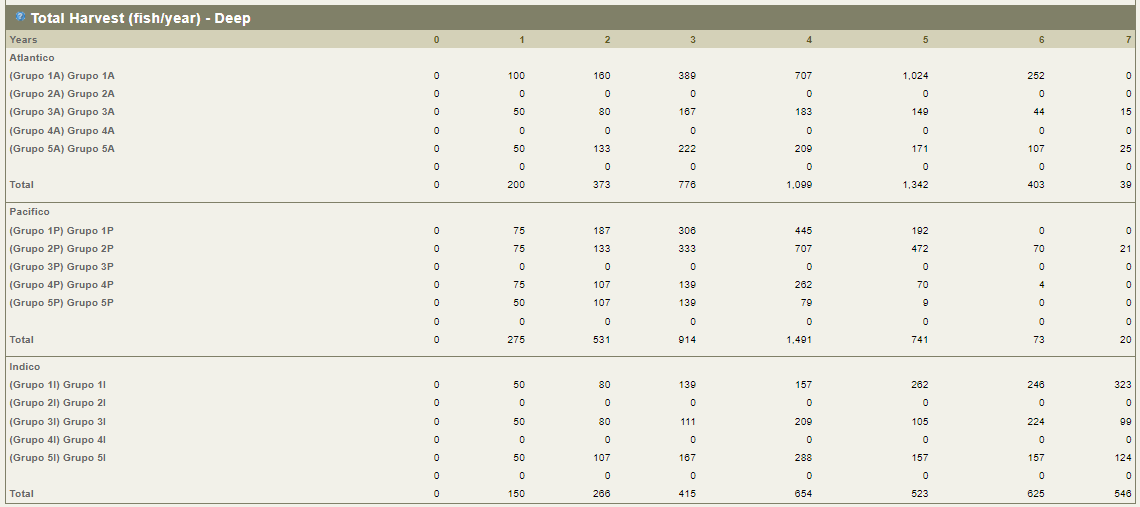 Total Harvest (fish/year) - Deep
Years 0 1 2 3 4 5 6 7
Atlantico
(Grupo 1A) Grupo 1A 0 100 160 389 707 1,024 252 0
(Grupo 2A) Grupo 2A 0 0 0 0 0 0 0 0
(Grupo 3A) Grupo 3A 0 50 80 167 183 149 44 15
(Grupo 4A) Grupo 4A 0 0 0 0 0 0 0 0
(Grupo 5A) Grupo 5A 0 50 133 222 209 171 107 25
0 0 0 0 0 0 0 0
Total 0 200 373 776 1,099 1,342 403 39
Pacifico
(Grupo 1P) Grupo 1P 0 75 187 306 445 192 0 0
(Grupo 2P) Grupo 2P 0 75 133 333 707 472 70 21
(Grupo 3P) Grupo 3P 0 0 0 0 0 0 0 0
(Grupo 4P) Grupo 4P 0 75 107 139 262 70 4 0
(Grupo 5P) Grupo 5P 0 50 107 139 79 9 0 0
0 0 0 0 0 0 0 0
Total 0 275 531 914 1,491 741 73 20
Indico
(Grupo 1I) Grupo 1I 0 50 80 139 157 262 246 323
(Grupo 2I) Grupo 2I 0 0 0 0 0 0 0 0
(Grupo 3I) Grupo 3I 0 50 80 111 209 105 224 99
(Grupo 4I) Grupo 4I 0 0 0 0 0 0 0 0
(Grupo 5I) Grupo 5I 0 50 107 167 288 157 157 124
0 0 0 0 0 0 0 0
Total 0 150 266 415 654 523 625 546